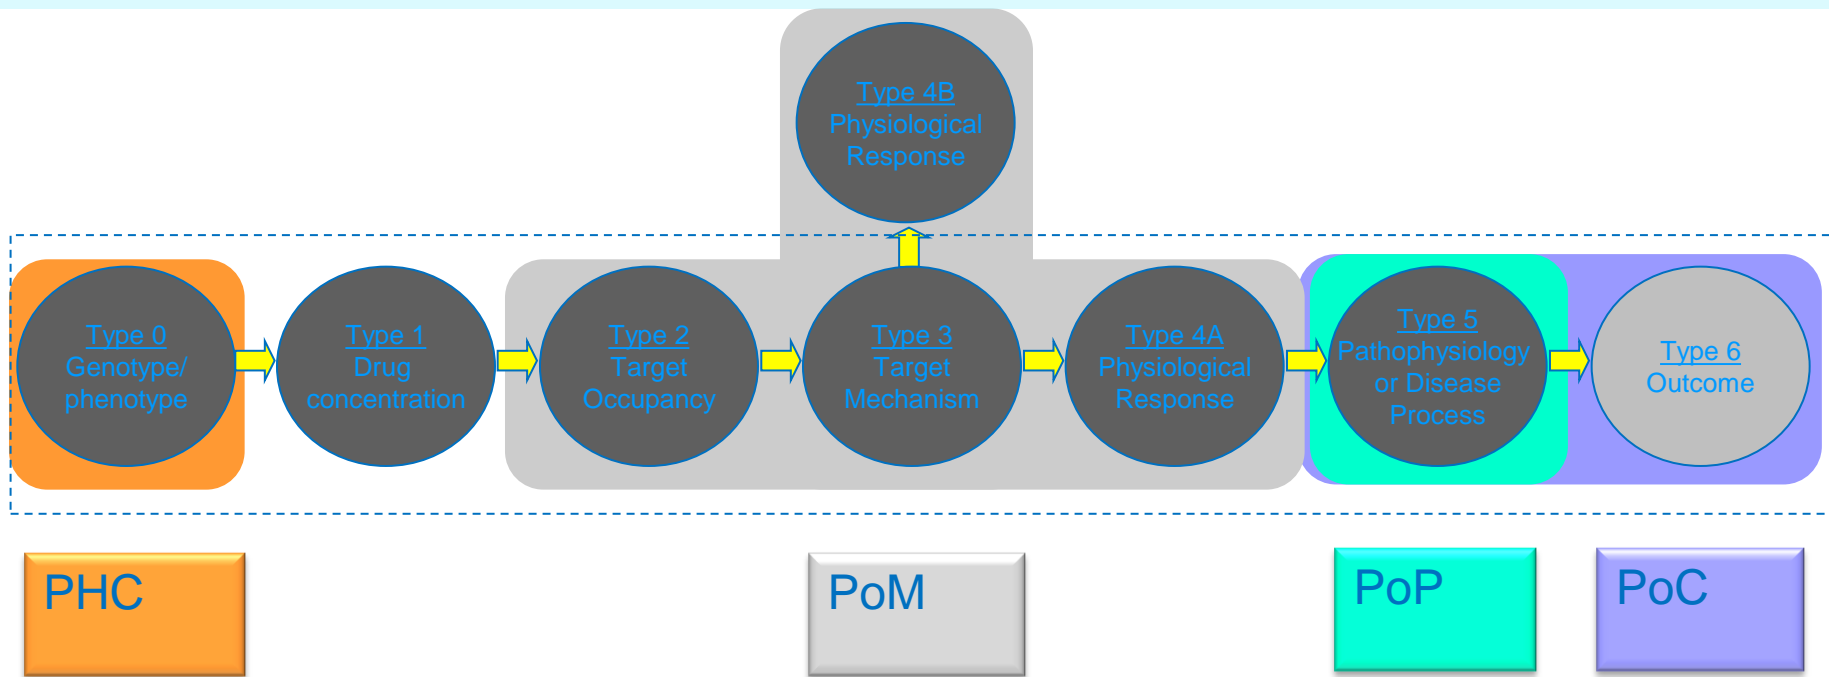 Type 4B
Physiological
Response
Type 0
Genotype/
phenotype
Type 1
Drug
concentration
Type 2
Target
Occupancy
Type 3
Target
Mechanism
Type 4A
Physiological
Response
Type 5
Pathophysiology
or Disease
Process
Type 6
Outcome
PHC
PoM
PoP
PoC